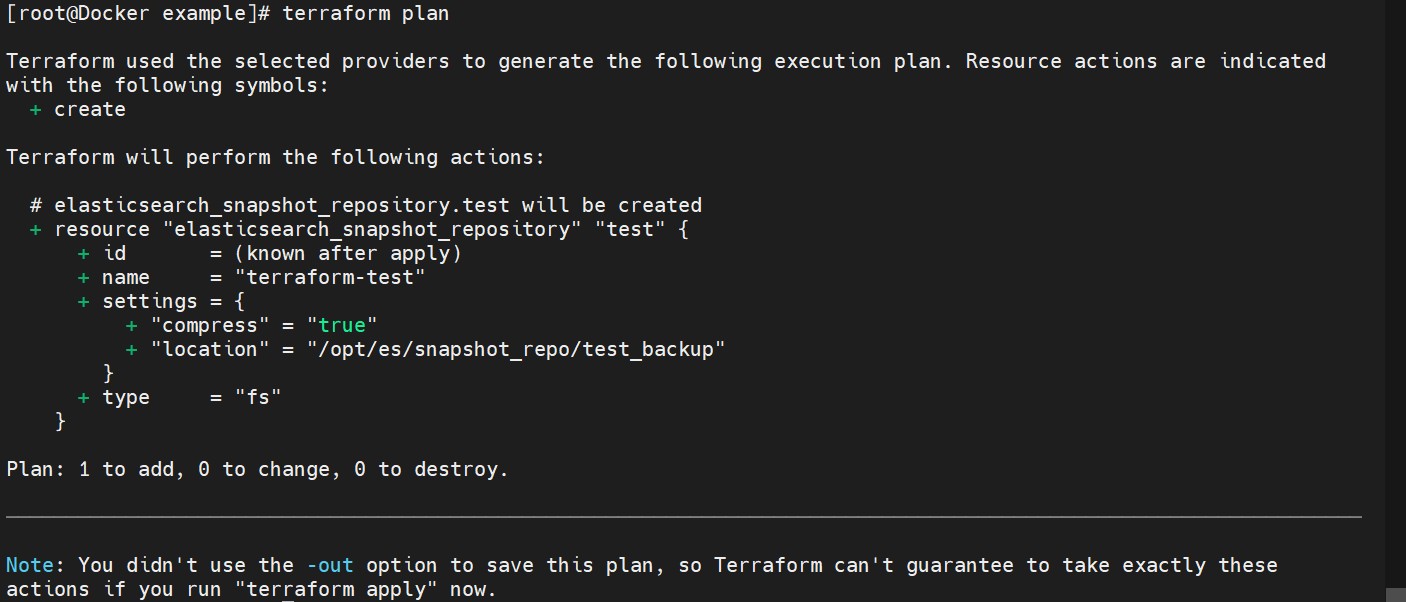 [root@Docker example]# terraform plan
Terraform used the selected providers to generate the following execution plan. Resource actions are indicated
with the following symbols:
+ create
Terraform will perform the following actions:
# elasticsearch_snapshot_repository.test will be created
+ resource "elasticsearch_snapshot_repository" "test" {
+ id       = (known after apply)
+ name     = "terraform-test"
+ settings = {
+ "compress" = "true"
+ "location" = "/opt/es/snapshot_repo/test_backup"
}
+ type     = "fs"
}
Plan: 1 to add, 0 to change, 0 to destroy.
Note: You didn't use the -out option to save this plan, so Terraform can't guarantee to take exactly these
actions if you run "terraform apply" now.